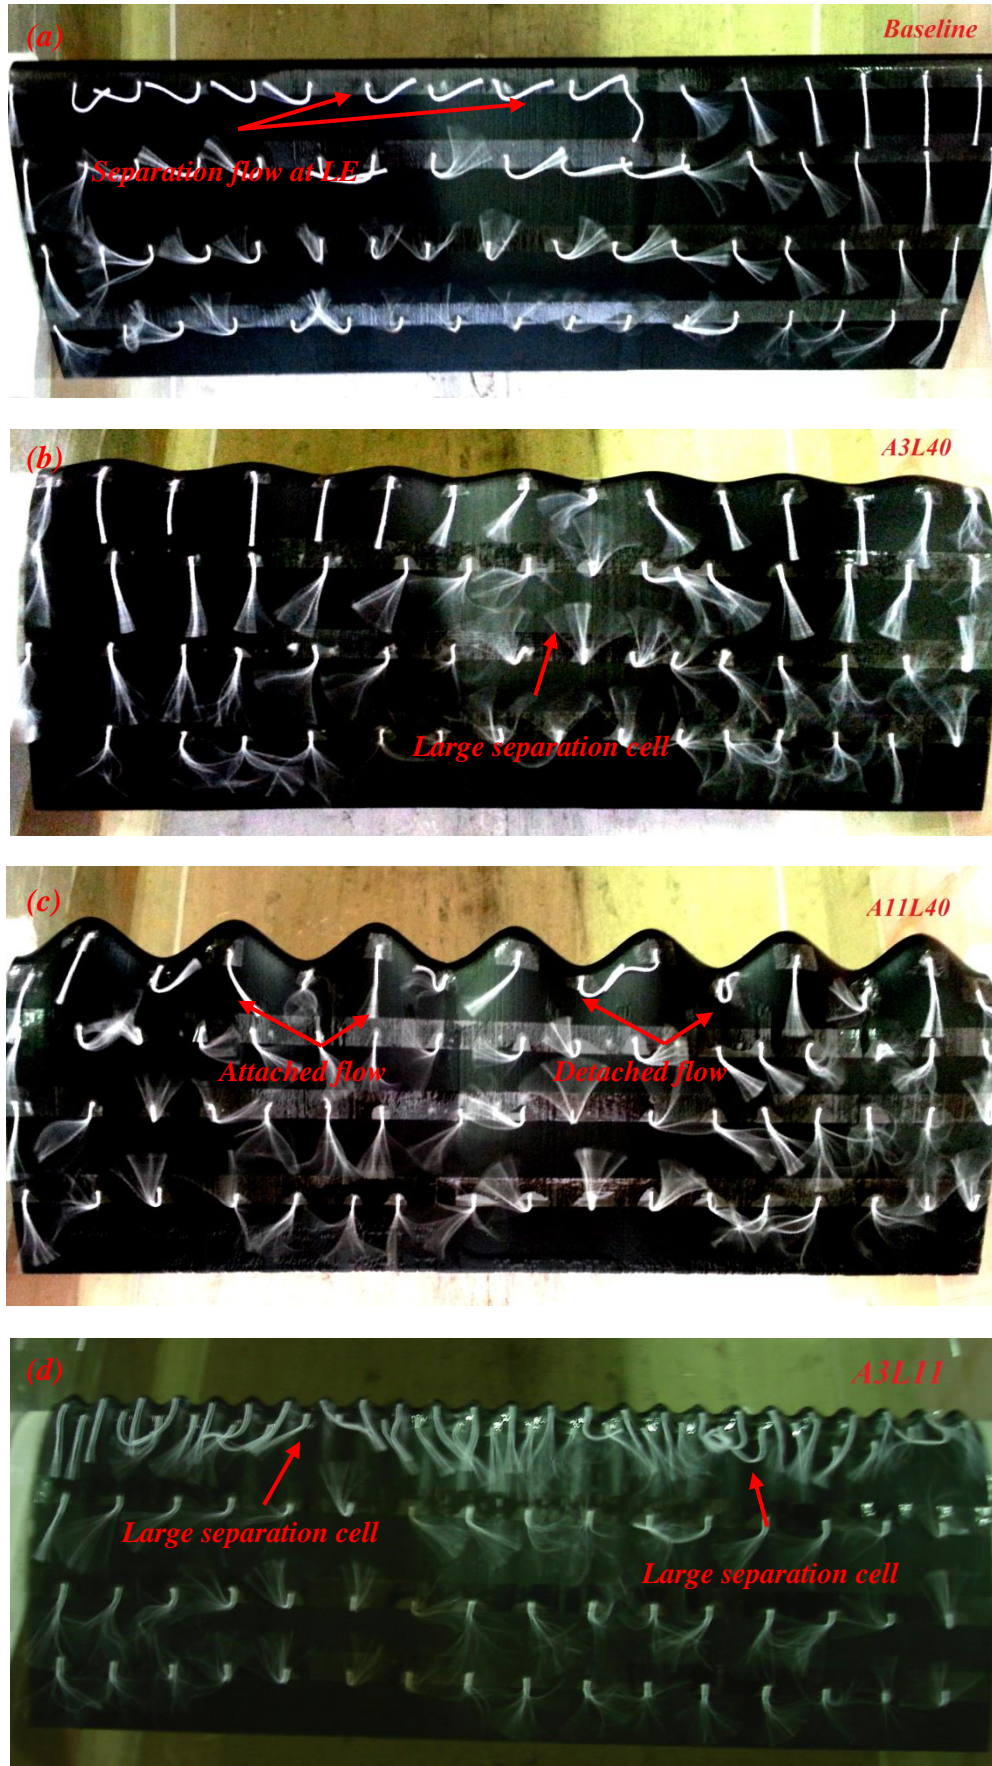 (a)
Baseline
Separation flow at LE
(b)
A3L40
Large separation cell
(c)
A11L40
Attached flow
Detached flow
(d)
A3L11
Large separation cell
Large separation cell